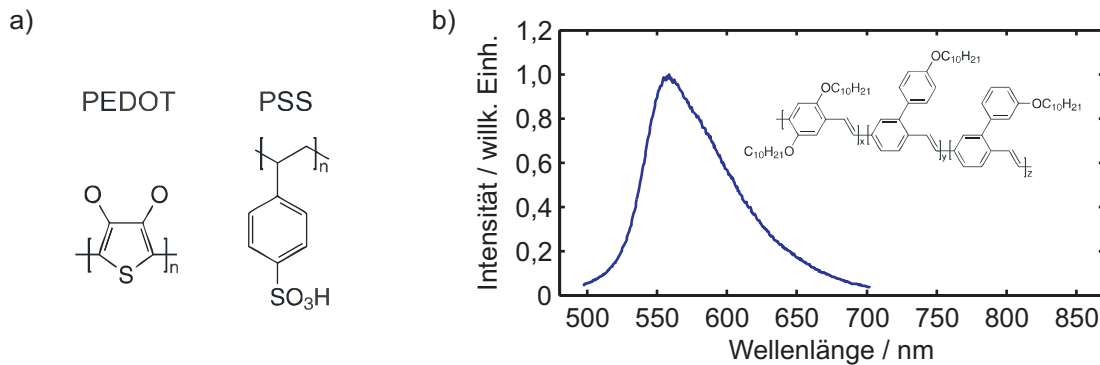 a)
PEDOT PSS
O O
S
n
n
SO₃H
b)
Intensität / willk. Einh.
1,2
1,0
0,8
0,6
0,4
0,2
0
500 550 600 650 700 750 800 850
Wellenlänge / nm
OC₁₀H₂₁
OC₁₀H₂₁
OC₁₀H₂₁
C₁₀H₂₁O
x
y
z